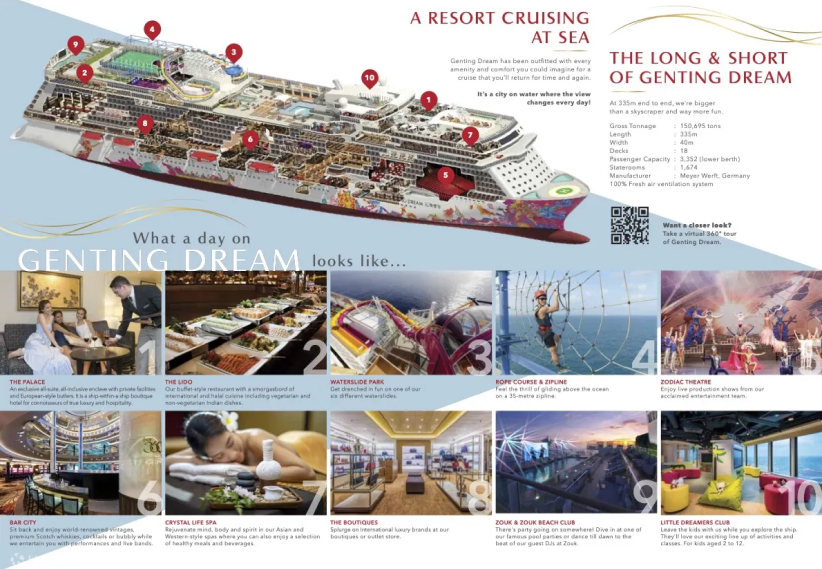 A RESORT CRUISING
AT SEA
Genting Dream has been outfitted with every
amenity and comfort you could imagine for a
cruise that you'll return for time and again.
It's a city on water where the view
changes every day!
THE LONG & SHORT
OF GENTING DREAM
At 335m end to end, we're bigger
than a skyscraper and way more fun.
Gross Tonnage : 150,695 tons
Length : 335m
Width : 40m
Decks : 18
Passenger Capacity : 3,352 (lower berth)
Staterooms : 1,674
Manufacturer : Meyer Werft, Germany
100% Fresh air ventilation system
Want a closer look?
Take a virtual 360° tour
of Genting Dream.
4
9
3
2
10
1
8
6
7
5
DREAM CRUISES
What a day on
GENTING DREAM looks like...
1
THE PALACE
An exclusive all-suite, all-inclusive enclave with private facilities
and European-style butlers. It is a ship-within-a-ship boutique
hotel for connoisseurs of true luxury and hospitality.
2
THE LIDO
Our buffet-style restaurant with a smorgasbord of
international and halal cuisine including vegetarian and
non-vegetarian Indian dishes.
3
WATERSLIDE PARK
Get drenched in fun on one of our
six different waterslides.
4
ROPE COURSE & ZIPLINE
Feel the thrill of gliding above the ocean
on a 35-metre zipline.
5
ZODIAC THEATRE
Enjoy live production shows from our
acclaimed entertainment team.
6
BAR CITY
Sit back and enjoy world-renowned vintages,
premium Scotch whiskies, cocktails or bubbly while
we entertain you with performances and live bands.
7
CRYSTAL LIFE SPA
Rejuvenate mind, body and spirit in our Asian and
Western-style spas where you can also enjoy a selection
of healthy meals and beverages.
8
THE BOUTIQUES
Splurge on International luxury brands at our
boutiques or outlet store.
9
ZOUK & ZOUK BEACH CLUB
There's party going on somewhere! Dive in at one of
our famous pool parties or dance till dawn to the
beat of our guest DJs at Zouk.
10
LITTLE DREAMERS CLUB
Leave the kids with us while you explore the ship.
They'll love our exciting line up of activities and
classes. For kids aged 2 to 12.